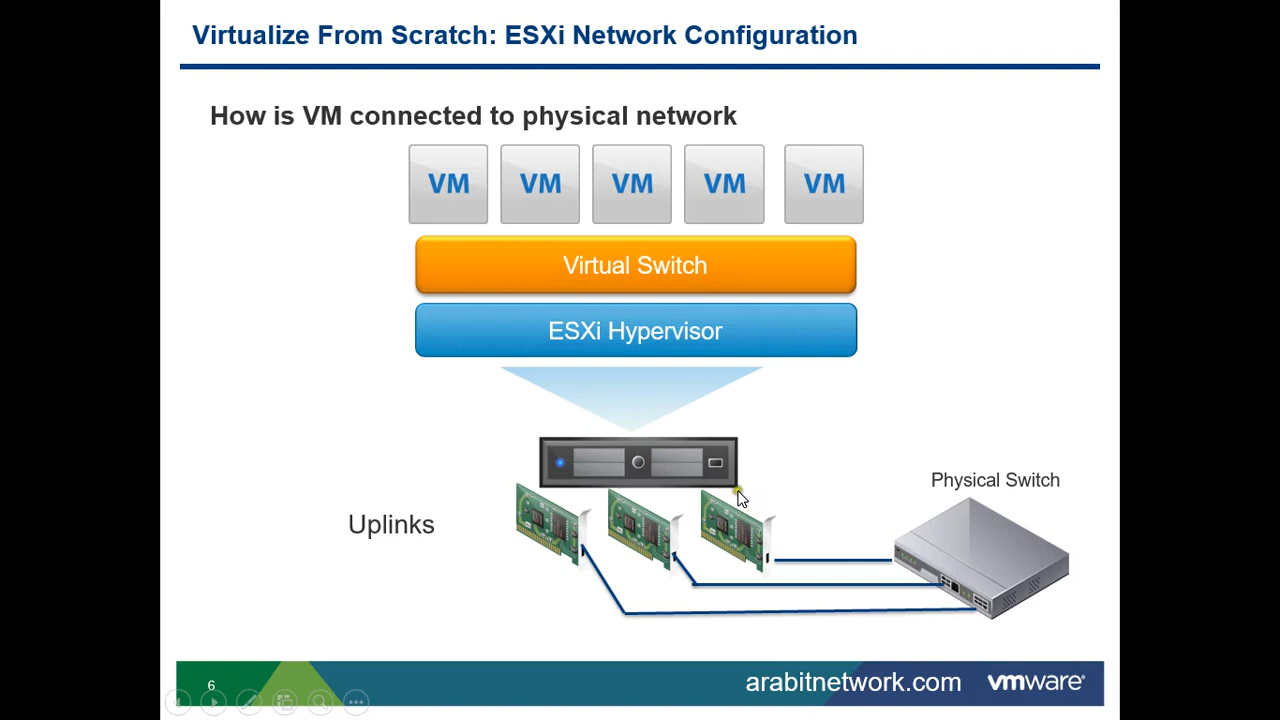 Virtualize From Scratch: ESXi Network Configuration
How is VM connected to physical network
VM VM VM VM VM
Virtual Switch
ESXi Hypervisor
Physical Switch
Uplinks
6
arabitnetwork.com vmware®